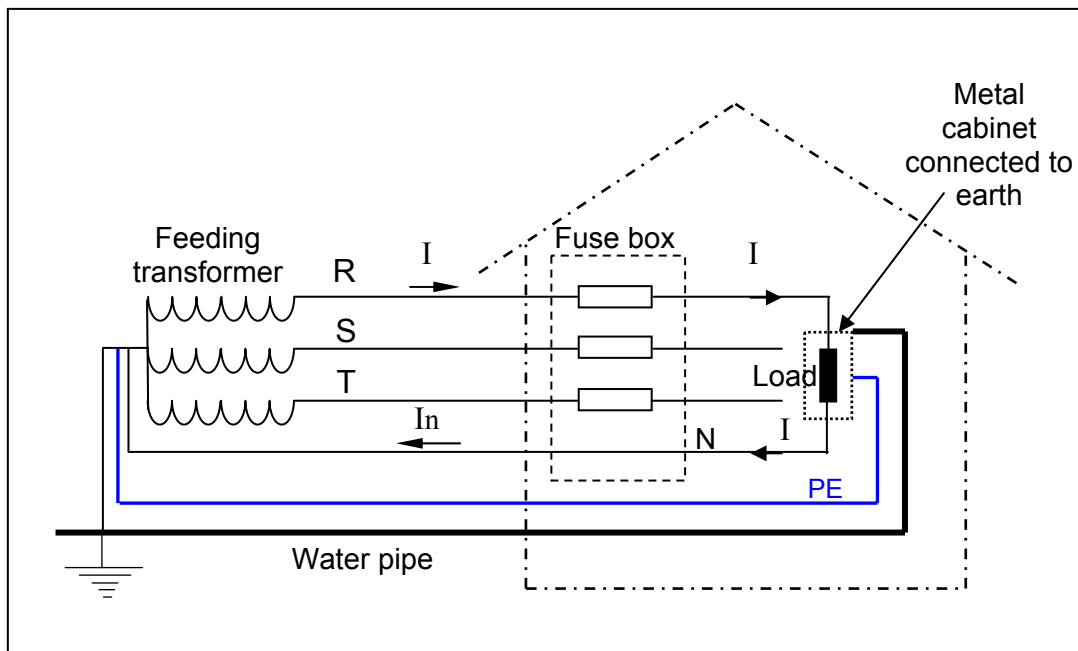 Metal
cabinet
connected to
earth
Feeding
transformer
Fuse box
R
I
I
S
T
Load
In
N
I
PE
Water pipe